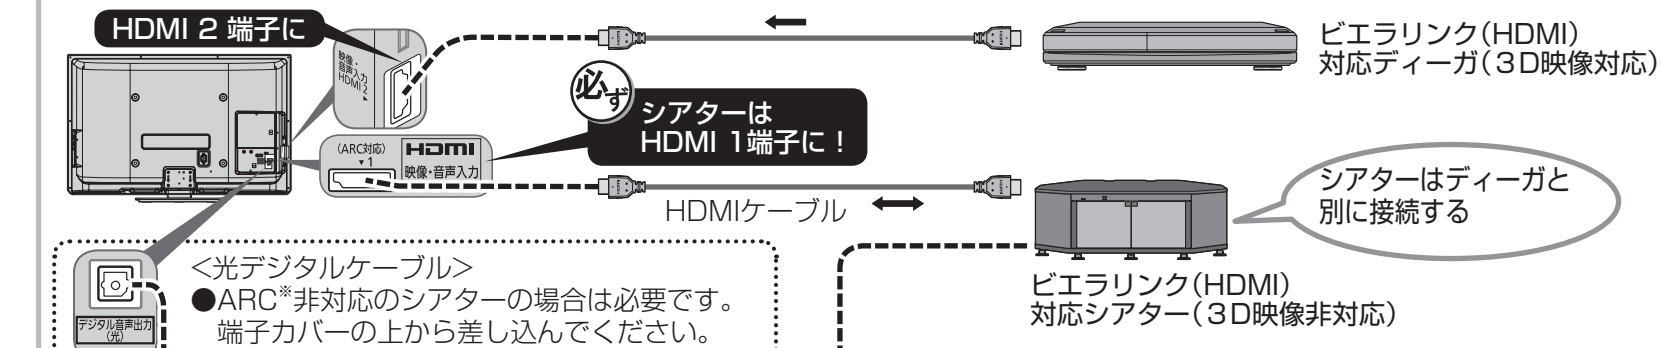 HDMI 2 端子に
映像・
音声入力
HDMI 2
ビエラリンク（HDMI）
対応ディーガ（3D映像対応）
必ず
シアターは
HDMI 1端子に！
(ARC対応)
▼1
HDMI
映像・音声入力
HDMIケーブル
シアターはディーガと
別に接続する
ビエラリンク（HDMI）
対応シアター（3D映像非対応）
デジタル音声出力
(光)
＜光デジタルケーブル＞
●ARC※非対応のシアターの場合は必要です。
端子カバーの上から差し込んでください。